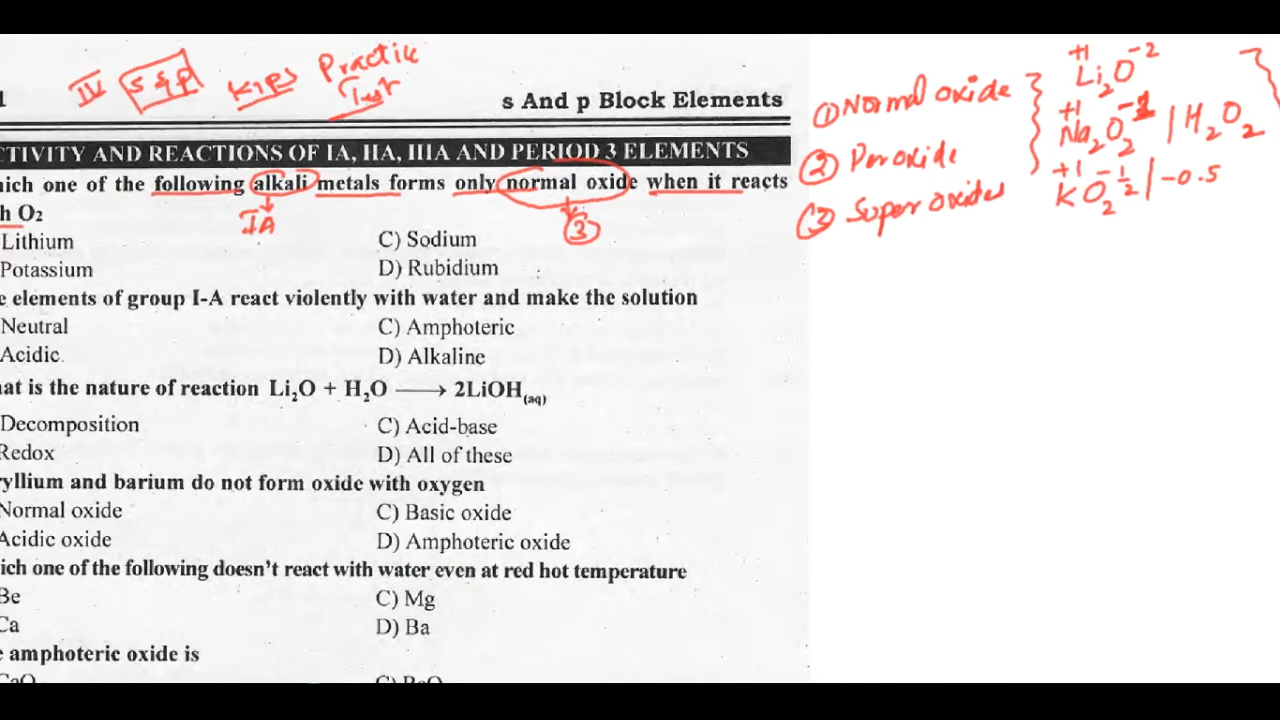 IV S & p KIPS Practice
Test
1 s And p Block Elements
CTIVITY AND REACTIONS OF IA, IIA, IIIA AND PERIOD 3 ELEMENTS
hich one of the following alkali metals forms only normal oxide when it reacts
h O₂
IA
3
Lithium C) Sodium
Potassium D) Rubidium
e elements of group I-A react violently with water and make the solution
Neutral C) Amphoteric
Acidic D) Alkaline
hat is the nature of reaction Li₂O + H₂O ⟶ 2LiOH(aq)
Decomposition C) Acid-base
Redox D) All of these
ryllium and barium do not form oxide with oxygen
Normal oxide C) Basic oxide
Acidic oxide D) Amphoteric oxide
hich one of the following doesn't react with water even at red hot temperature
Be C) Mg
Ca D) Ba
e amphoteric oxide is
CaO C) BeO
① Normal oxide
② Peroxide
③ Super oxides
+1 Li₂O -2
+1 Na₂O₂ -1 | H₂O₂
+1 KO₂ -1/2 | -0.5